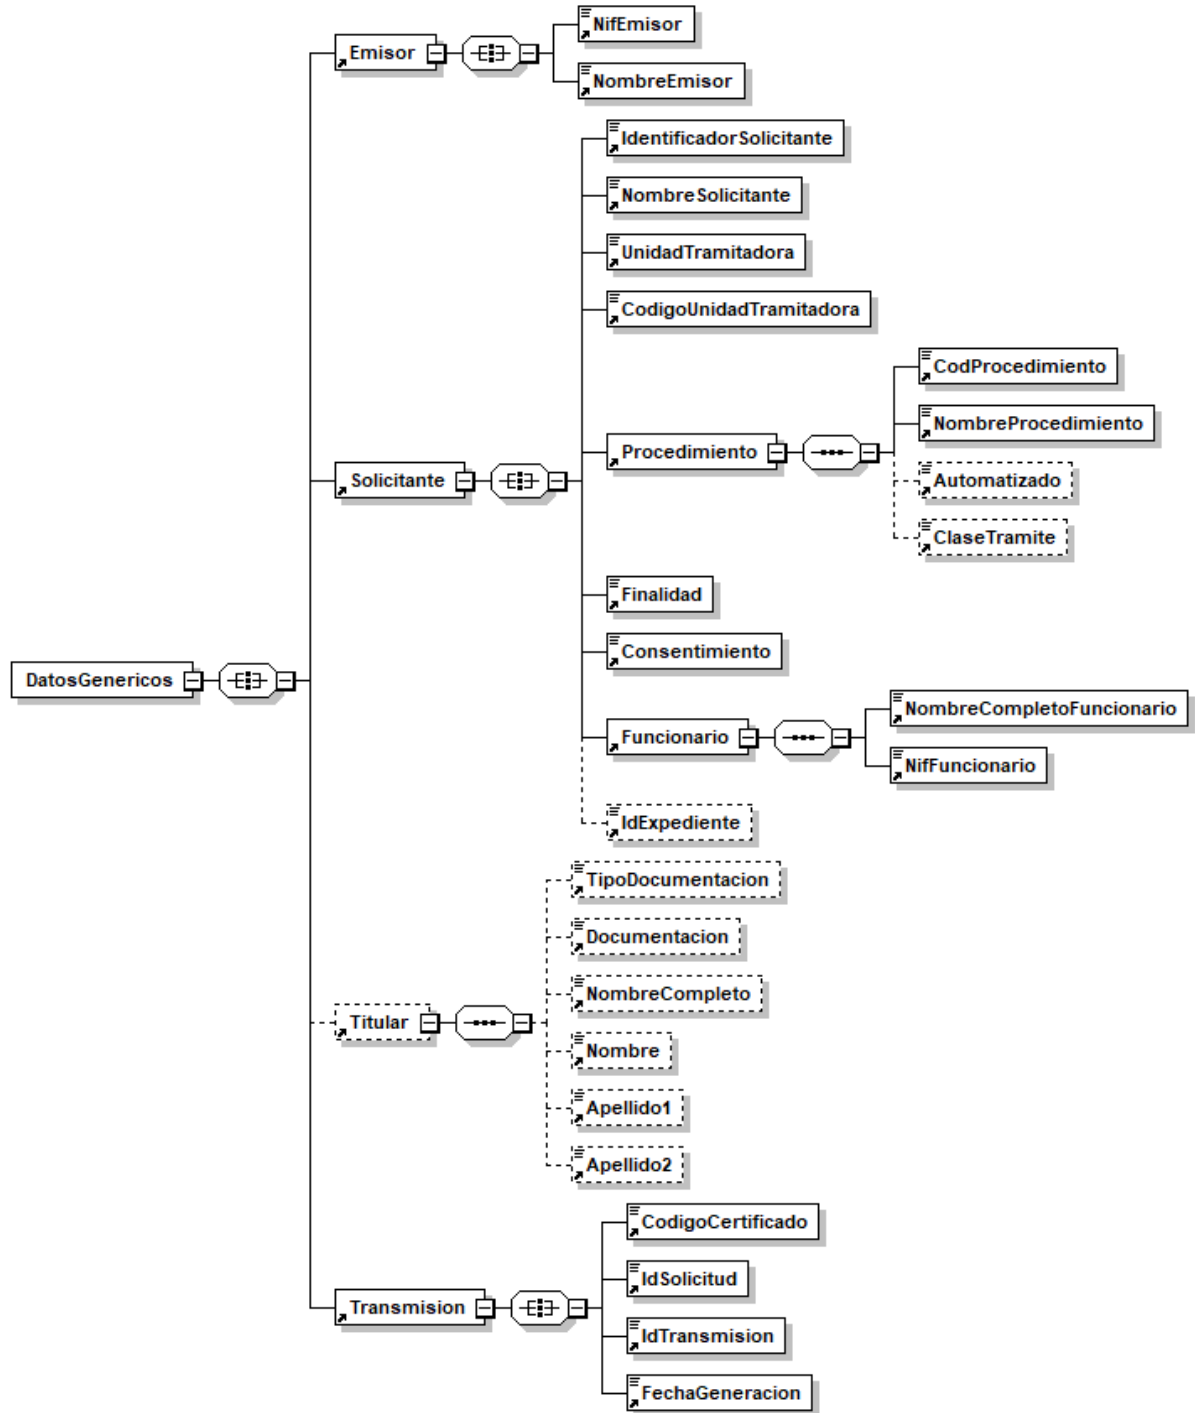 NifEmisor
Emisor
NombreEmisor
IdentificadorSolicitante
NombreSolicitante
UnidadTramitadora
CodigoUnidadTramitadora
CodProcedimiento
NombreProcedimiento
Procedimiento
Automatizado
Solicitante
ClaseTramite
Finalidad
Consentimiento
DatosGenericos
NombreCompletoFuncionario
Funcionario
NifFuncionario
IdExpediente
TipoDocumentacion
Documentacion
NombreCompleto
Titular
Nombre
Apellido1
Apellido2
CodigoCertificado
IdSolicitud
Transmision
IdTransmision
FechaGeneracion